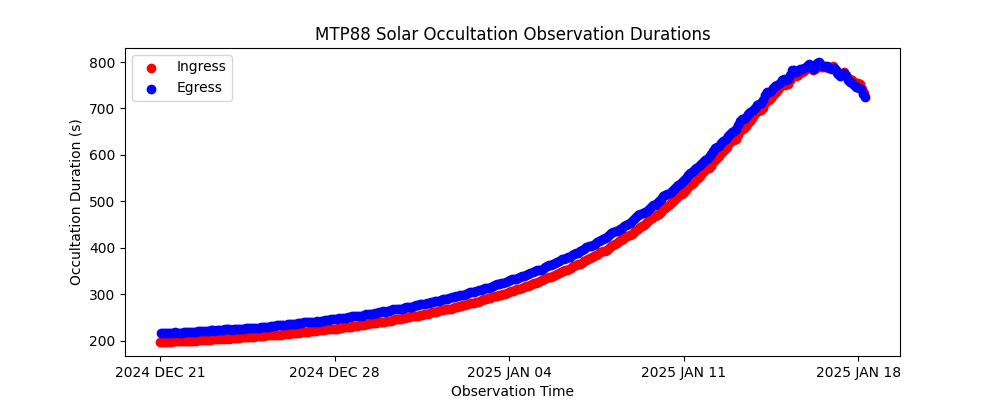 MTP88 Solar Occultation Observation Durations
Ingress
Egress
Occultation Duration (s)
800
700
600
500
400
300
200
2024 DEC 21
2024 DEC 28
2025 JAN 04
2025 JAN 11
2025 JAN 18
Observation Time